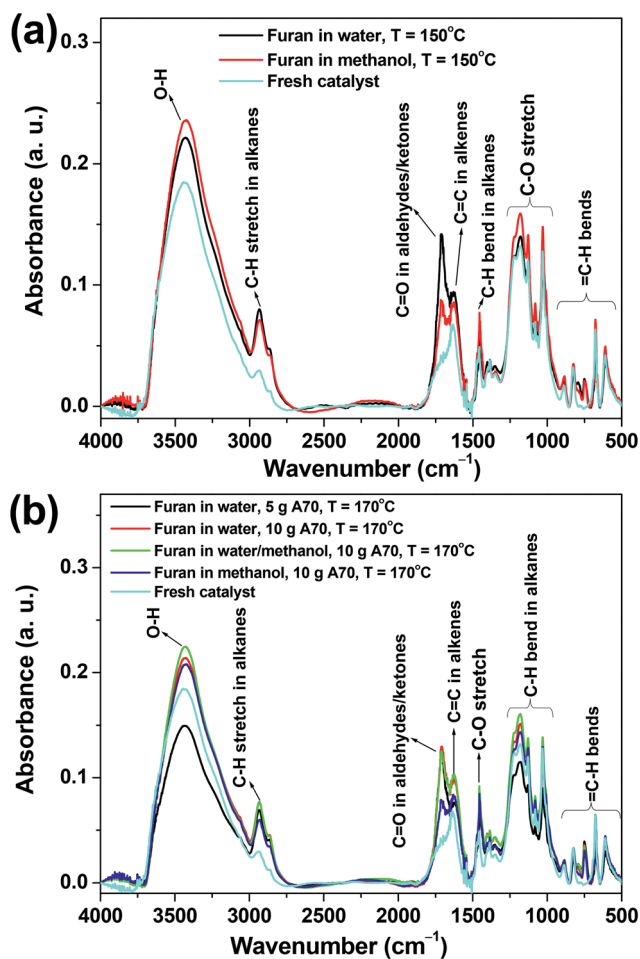 (a)
Furan in water, T = 150°C
Furan in methanol, T = 150°C
Fresh catalyst
O-H
C-H stretch in alkanes
C=O in aldehydes/ketones
C=C in alkenes
C-H bend in alkanes
C-O stretch
=C-H bends
Absorbance (a. u.)
0.3
0.2
0.1
0.0
4000 3500 3000 2500 2000 1500 1000 500
Wavenumber (cm⁻¹)
(b)
Furan in water, 5 g A70, T = 170°C
Furan in water, 10 g A70, T = 170°C
Furan in water/methanol, 10 g A70, T = 170°C
Furan in methanol, 10 g A70, T = 170°C
Fresh catalyst
O-H
C-H stretch in alkanes
C=O in aldehydes/ketones
C=C in alkenes
C-O stretch
C-H bend in alkanes
=C-H bends
Absorbance (a. u.)
0.3
0.2
0.1
0.0
4000 3500 3000 2500 2000 1500 1000 500
Wavenumber (cm⁻¹)